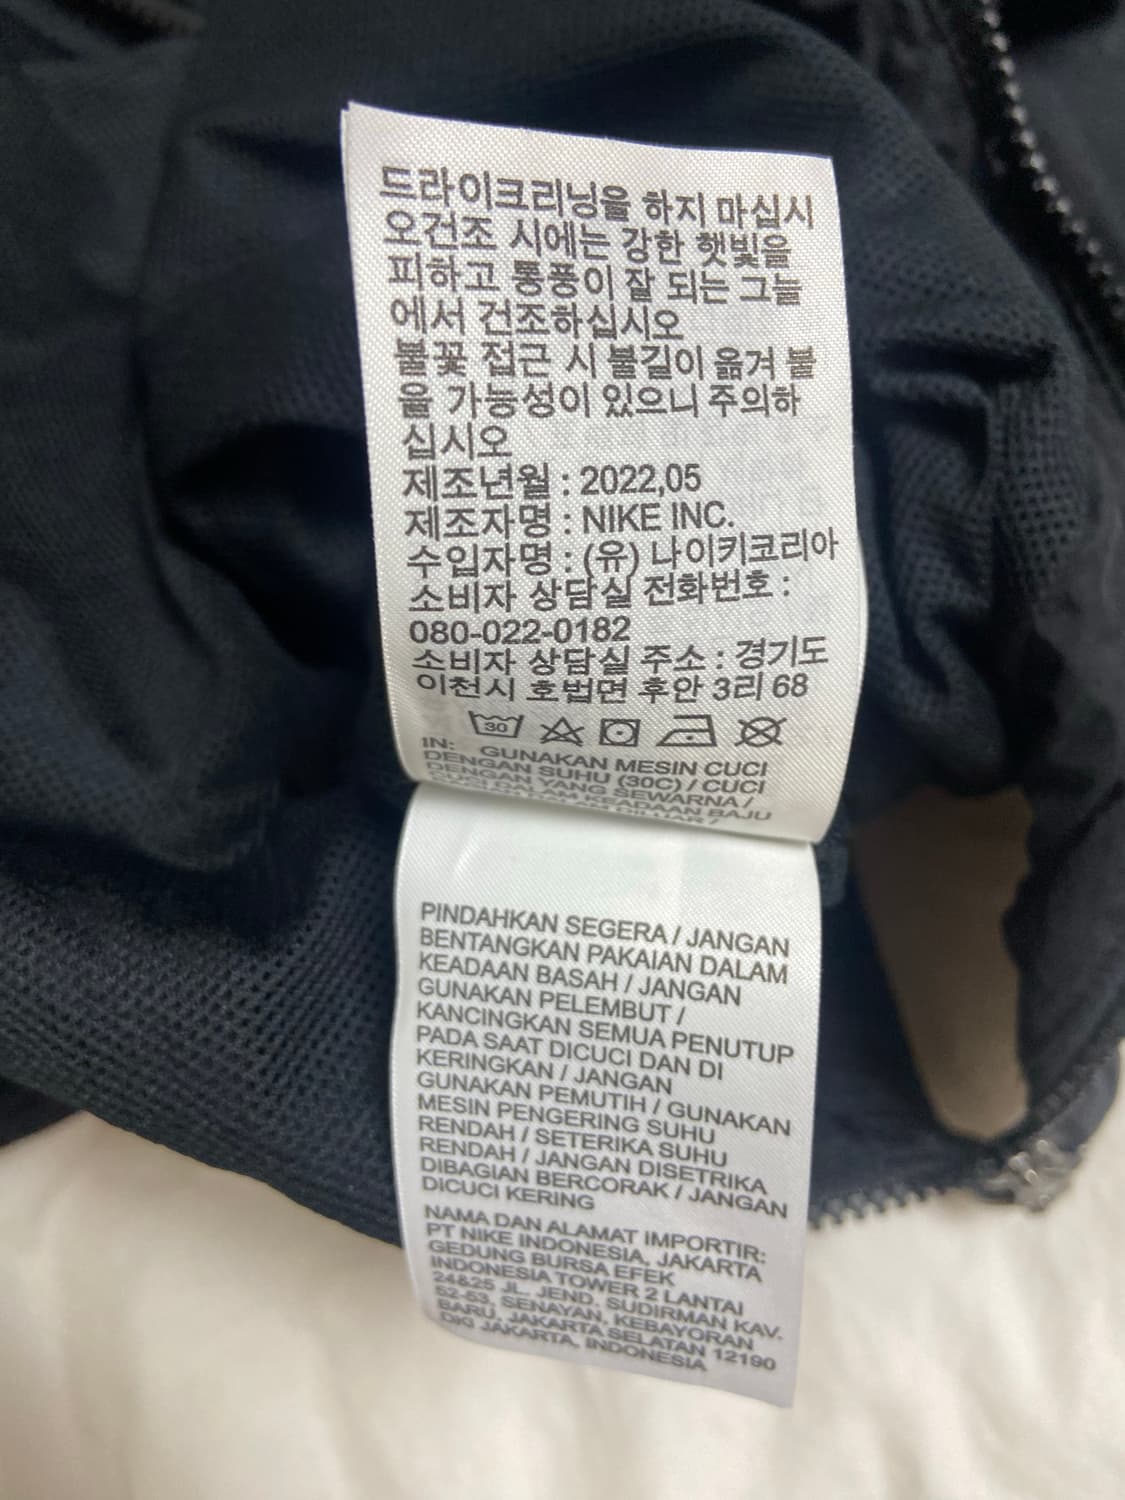 드라이크리닝을 하지 마십시
오건조 시에는 강한 햇빛을
피하고 통풍이 잘 되는 그늘
에서 건조하십시오
불꽃 접근 시 불길이 옮겨 붙
을 가능성이 있으니 주의하
십시오
제조년월 : 2022,05
제조자명 : NIKE INC.
수입자명 : (유) 나이키코리아
소비자 상담실 전화번호 :
080-022-0182
소비자 상담실 주소 : 경기도
이천시 호법면 후안 3리 68
30
IN: GUNAKAN MESIN CUCI
DENGAN SUHU (30C) / CUCI
DENGAN YANG SEWARNA /
CUCI DALAM KEADAAN BAJU
DILUAR /
PINDAHKAN SEGERA / JANGAN
BENTANGKAN PAKAIAN DALAM
KEADAAN BASAH / JANGAN
GUNAKAN PELEMBUT /
KANCINGKAN SEMUA PENUTUP
PADA SAAT DICUCI DAN DI
KERINGKAN / JANGAN
GUNAKAN PEMUTIH / GUNAKAN
MESIN PENGERING SUHU
RENDAH / SETERIKA SUHU
RENDAH / JANGAN DISETRIKA
DIBAGIAN BERCORAK / JANGAN
DICUCI KERING
NAMA DAN ALAMAT IMPORTIR:
PT NIKE INDONESIA, JAKARTA
GEDUNG BURSA EFEK
INDONESIA TOWER 2 LANTAI
24&25 JL. JEND. SUDIRMAN KAV.
52-53, SENAYAN, KEBAYORAN
BARU, JAKARTA SELATAN 12190
DKI JAKARTA, INDONESIA